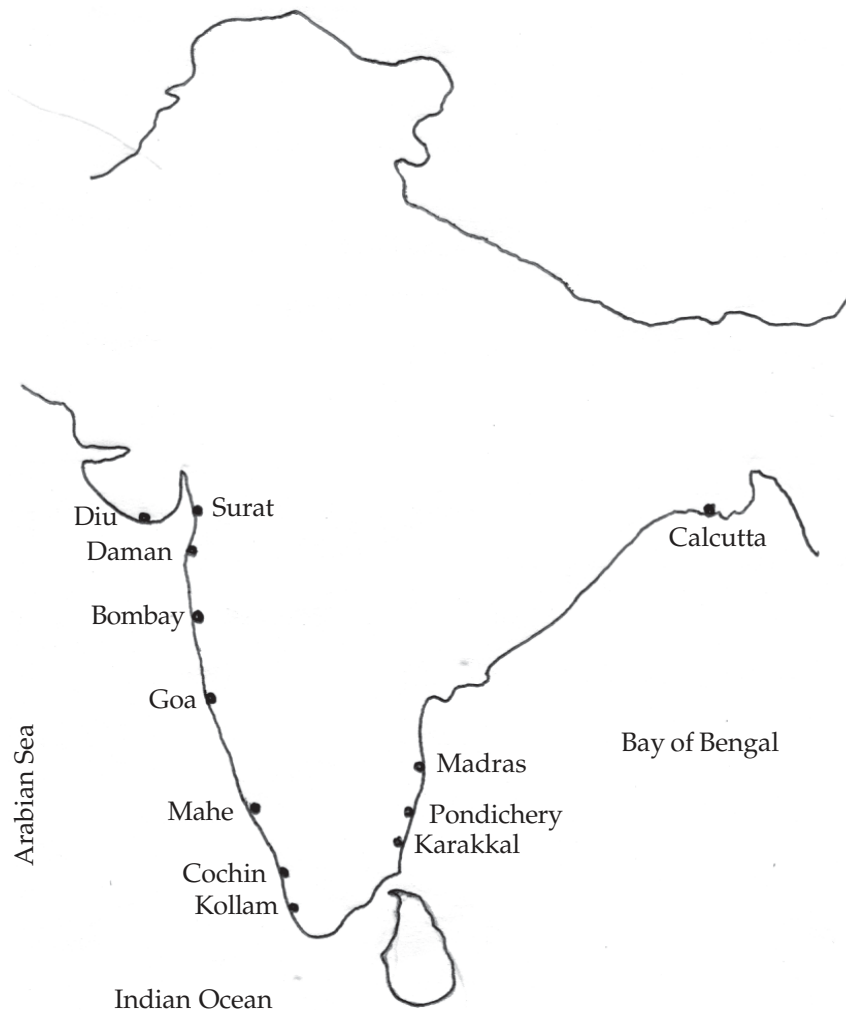 Diu
Surat
Daman
Calcutta
Bombay
Goa
Arabian Sea
Bay of Bengal
Madras
Mahe
Pondichery
Karakkal
Cochin
Kollam
Indian Ocean